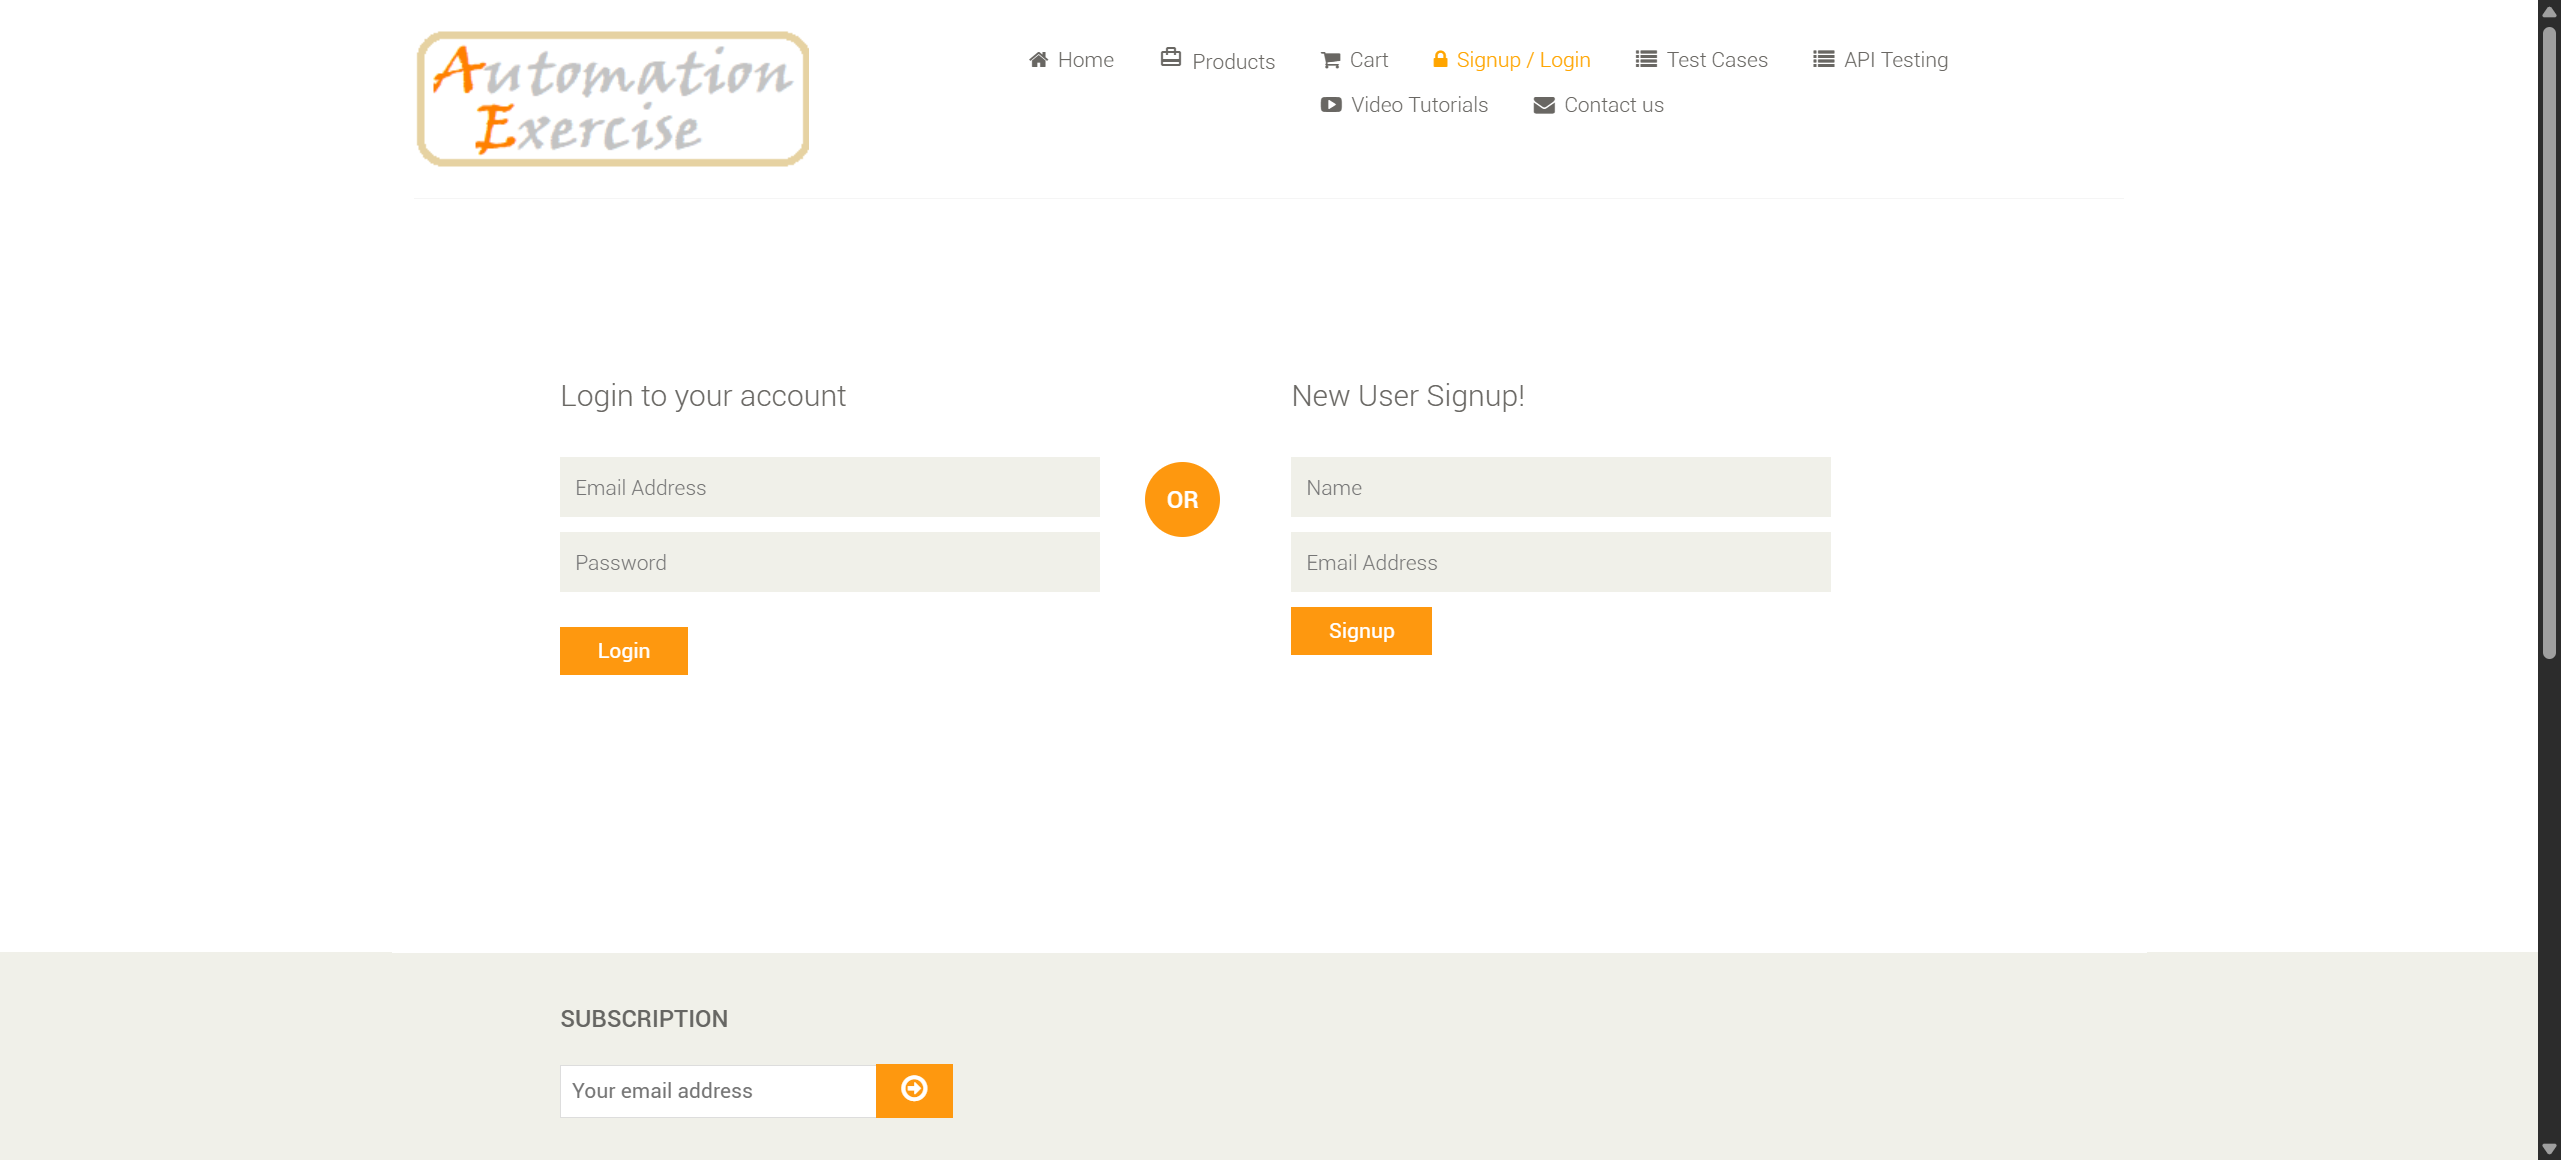 Automation
Exercise
Home Products Cart Signup / Login Test Cases API Testing
Video Tutorials Contact us
Login to your account
Email Address
Password
Login
OR
New User Signup!
Name
Email Address
Signup
SUBSCRIPTION
Your email address